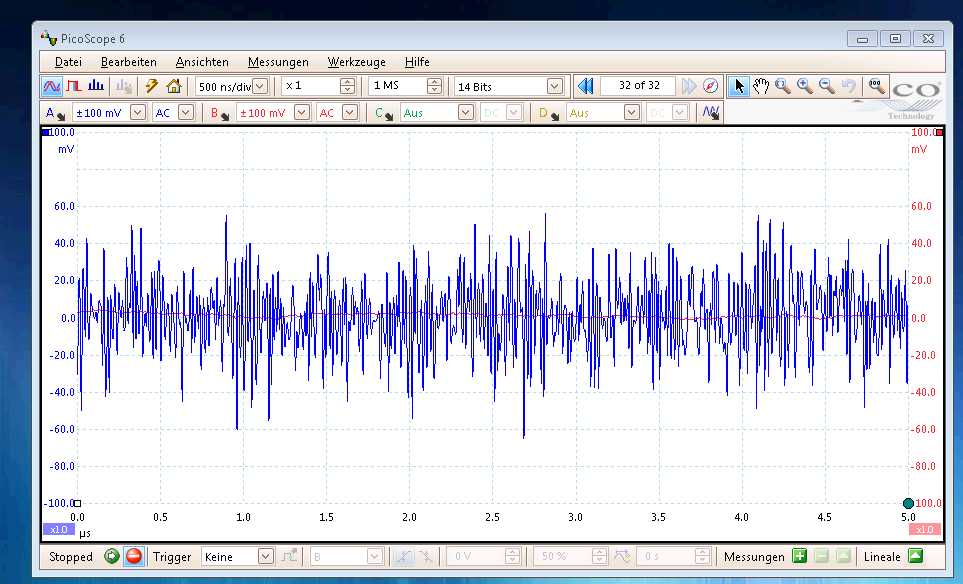 PicoScope 6
Datei Bearbeiten Ansichten Messungen Werkzeuge Hilfe
500 ns/div x 1 1 MS 14 Bits 32 of 32
CO
Technology
A ±100 mV AC B ±100 mV AC C Aus DC D Aus DC
100.0 100.0
mV mV
60.0 60.0
40.0 40.0
20.0 20.0
0.0 0.0
-20.0 -20.0
-40.0 -40.0
-60.0 -60.0
-80.0 -80.0
-100.0 100.0
0.0 0.5 1.0 1.5 2.0 2.5 3.0 3.5 4.0 4.5 5.0
x1.0 µs x1.0
Stopped Trigger Keine B 0 V 50 % 0 s Messungen Lineale